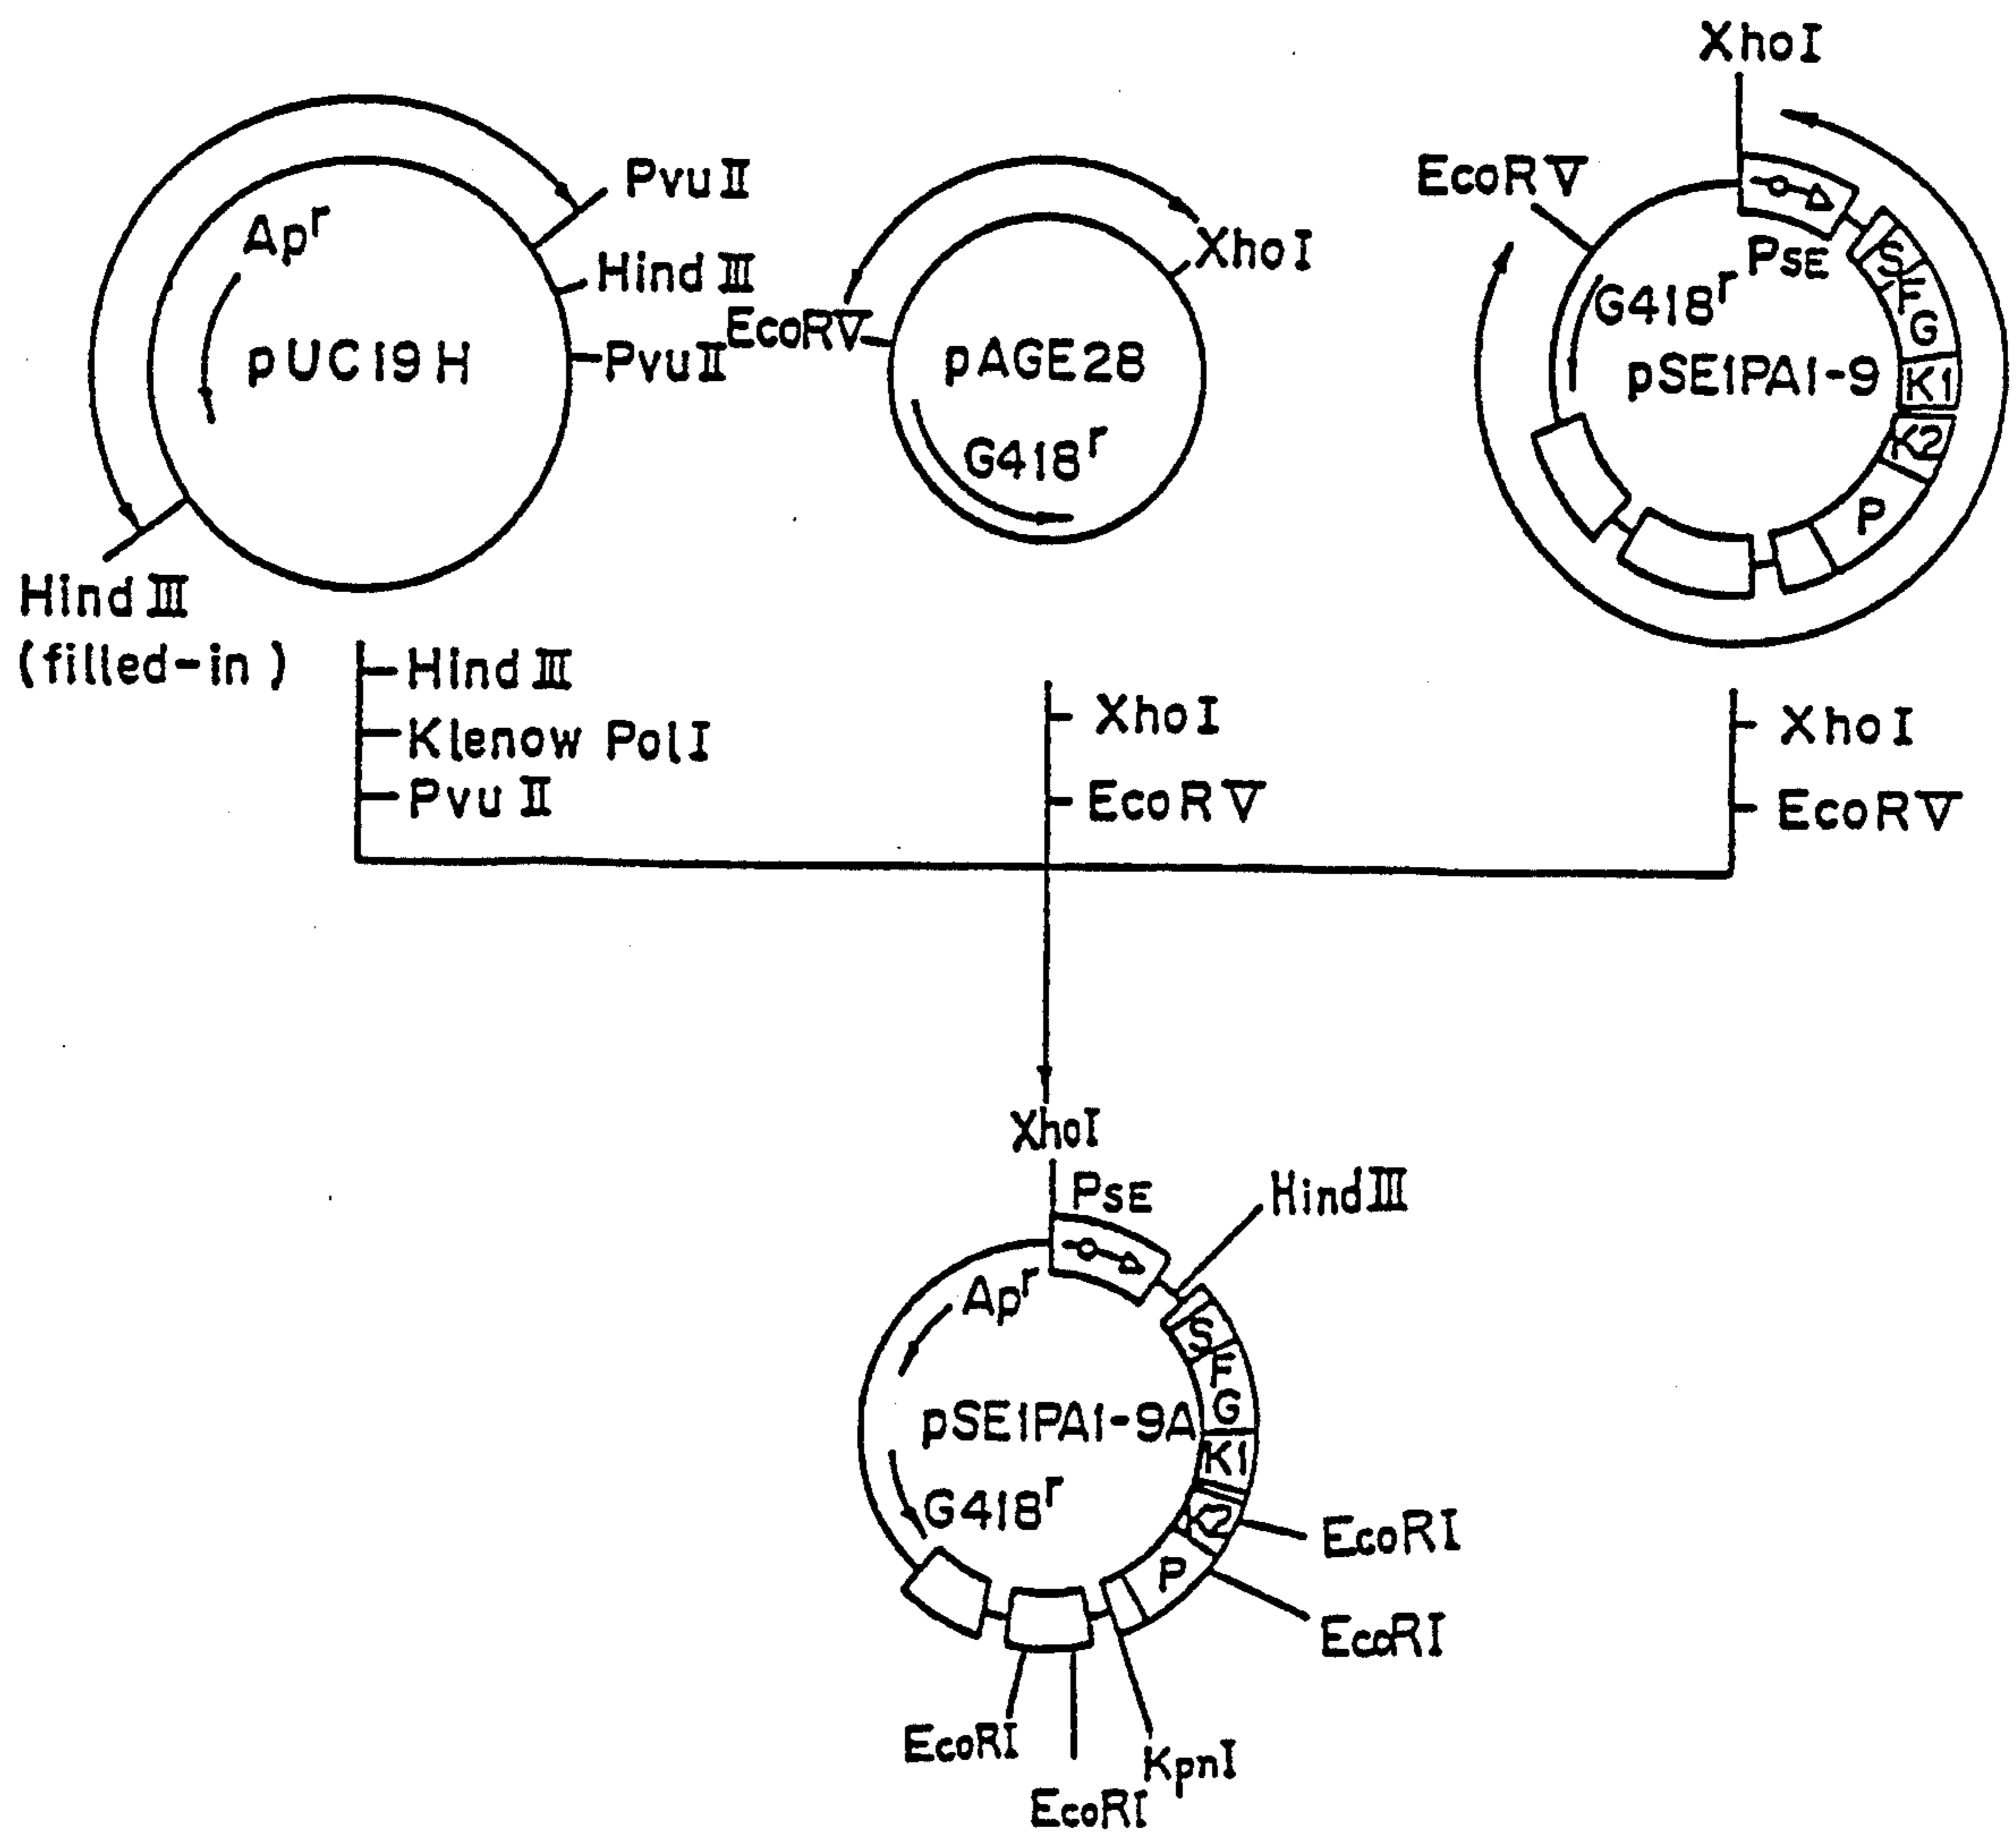 PvuII
HindIII
PvuII
Apr
pUC19H
HindIII
(filled-in)
XhoI
EcoRV
pAGE28
G418r
XhoI
EcoRV
PSE
G418r
pSE1PA1-9
S
F
G
K1
K2
P
HindIII
Klenow PolI
PvuII
XhoI
EcoRV
XhoI
EcoRV
XhoI
PSE
HindIII
Apr
S
F
G
pSE1PA1-9A
K1
G418r
K2
EcoRI
P
EcoRI
EcoRI
KpnI
EcoRI